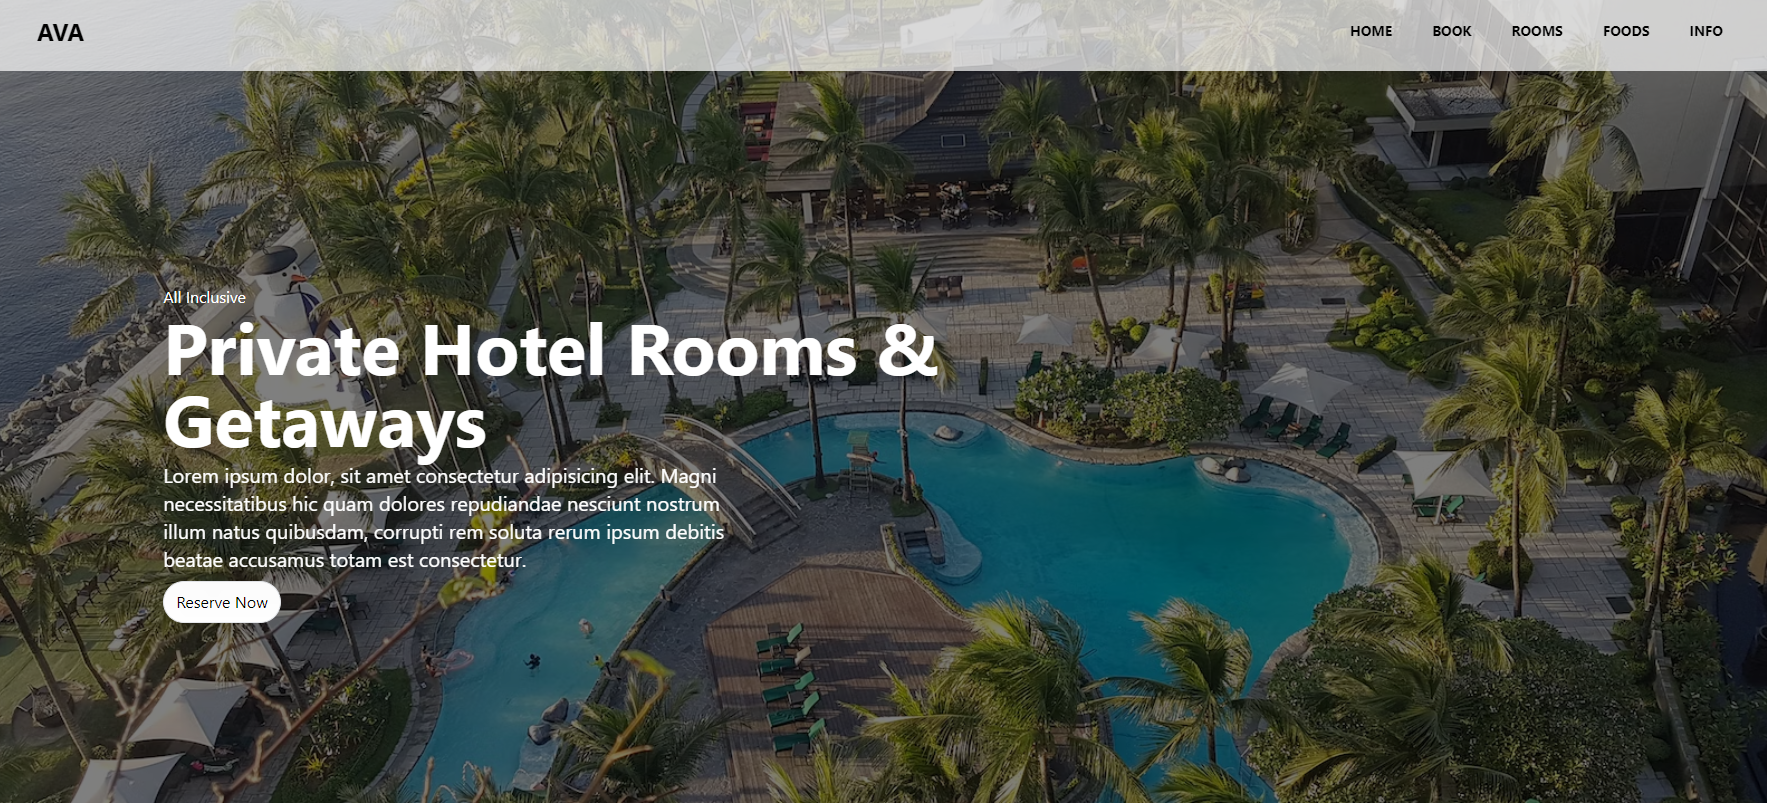 AVA
HOME BOOK ROOMS FOODS INFO
All Inclusive
Private Hotel Rooms &
Getaways
Lorem ipsum dolor, sit amet consectetur adipisicing elit. Magni
necessitatibus hic quam dolores repudiandae nesciunt nostrum
illum natus quibusdam, corrupti rem soluta rerum ipsum debitis
beatae accusamus totam est consectetur.
Reserve Now